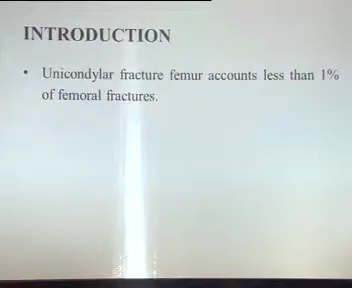 INTRODUCTION
• Unicondylar fracture femur accounts less than 1%
of femoral fractures.